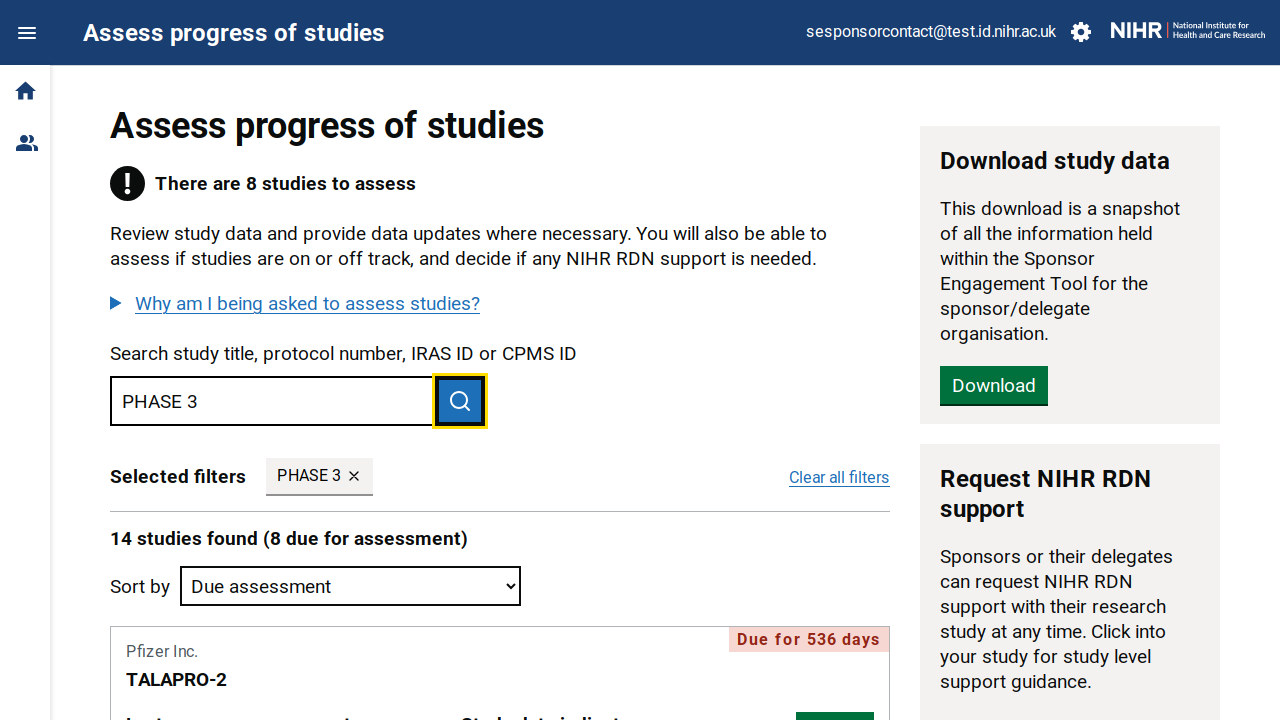 Assess progress of studies
sesponsorcontact@test.id.nihr.ac.uk
NIHR | National Institute for
Health and Care Research
Assess progress of studies
There are 8 studies to assess
Review study data and provide data updates where necessary. You will also be able to
assess if studies are on or off track, and decide if any NIHR RDN support is needed.
Why am I being asked to assess studies?
Search study title, protocol number, IRAS ID or CPMS ID
PHASE 3
Selected filters
PHASE 3
Clear all filters
14 studies found (8 due for assessment)
Sort by
Due assessment
Due for 536 days
Pfizer Inc.
TALAPRO-2
Download study data
This download is a snapshot
of all the information held
within the Sponsor
Engagement Tool for the
sponsor/delegate
organisation.
Download
Request NIHR RDN
support
Sponsors or their delegates
can request NIHR RDN
support with their research
study at any time. Click into
your study for study level
support guidance.